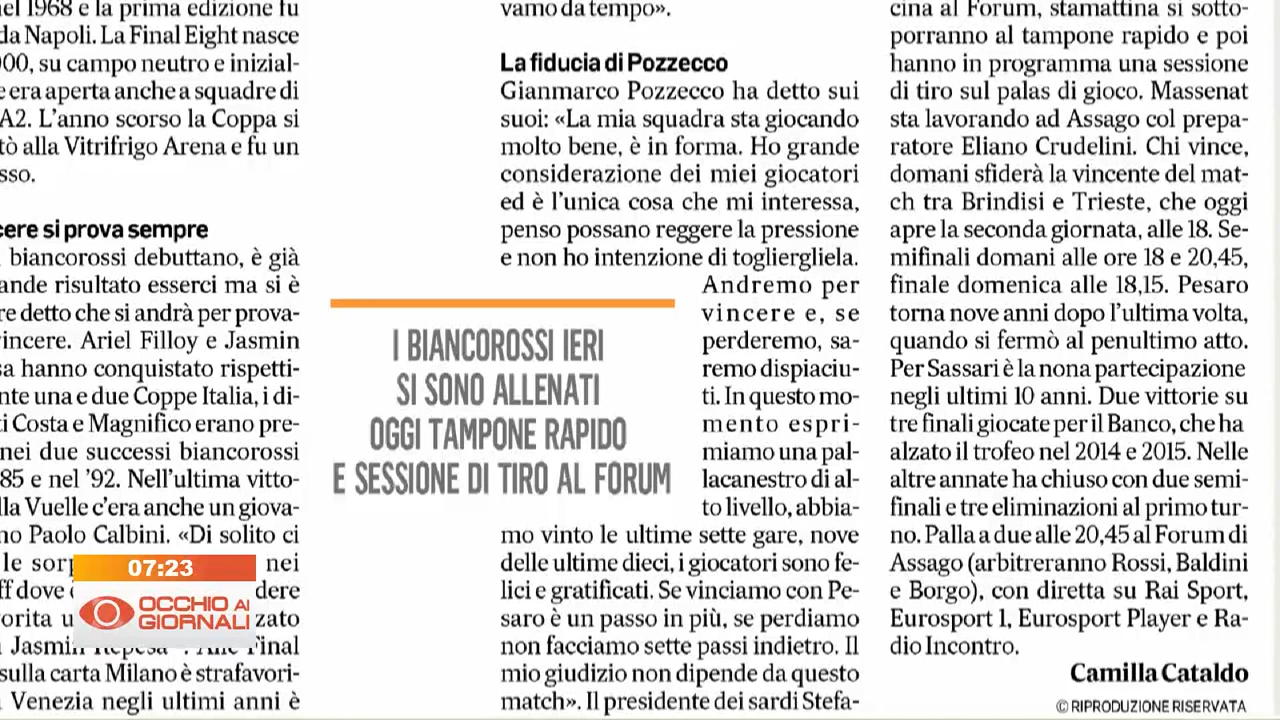 nel 1968 e la prima edizione fu
da Napoli. La Final Eight nasce
00, su campo neutro e inizial-
e era aperta anche a squadre di
A2. L'anno scorso la Coppa si
tò alla Vitrifrigo Arena e fu un
sso.
cere si prova sempre
biancorossi debuttano, è già
ande risultato esserci ma si è
re detto che si andrà per prova-
vincere. Ariel Filloy e Jasmin
sa hanno conquistato rispetti-
nte una e due Coppe Italia, i di-
ti Costa e Magnifico erano pre-
nei due successi biancorossi
85 e nel '92. Nell'ultima vitto-
lla Vuelle c'era anche un giova-
no Paolo Calbini. «Di solito ci
le sorp nei
ff dove dere
orita u zato
Jasmin Repesa Final
sulla carta Milano è strafavori-
Venezia negli ultimi anni è
07:23
OCCHIO AI
GIORNALI
I BIANCOROSSI IERI
SI SONO ALLENATI
OGGI TAMPONE RAPIDO
E SESSIONE DI TIRO AL FORUM
vamo da tempo».
La fiducia di Pozzecco
Gianmarco Pozzecco ha detto sui
suoi: «La mia squadra sta giocando
molto bene, è in forma. Ho grande
considerazione dei miei giocatori
ed è l'unica cosa che mi interessa,
penso possano reggere la pressione
e non ho intenzione di togliergliela.
Andremo per
vincere e, se
perderemo, sa-
remo dispiaciu-
ti. In questo mo-
mento espri-
miamo una pal-
lacanestro di al-
to livello, abbia-
mo vinto le ultime sette gare, nove
delle ultime dieci, i giocatori sono fe-
lici e gratificati. Se vinciamo con Pe-
saro è un passo in più, se perdiamo
non facciamo sette passi indietro. Il
mio giudizio non dipende da questo
match». Il presidente dei sardi Stefa-
cina al Forum, stamattina si sotto-
porranno al tampone rapido e poi
hanno in programma una sessione
di tiro sul palas di gioco. Massenat
sta lavorando ad Assago col prepa-
ratore Eliano Crudelini. Chi vince,
domani sfiderà la vincente del mat-
ch tra Brindisi e Trieste, che oggi
apre la seconda giornata, alle 18. Se-
mifinali domani alle ore 18 e 20,45,
finale domenica alle 18,15. Pesaro
torna nove anni dopo l'ultima volta,
quando si fermò al penultimo atto.
Per Sassari è la nona partecipazione
negli ultimi 10 anni. Due vittorie su
tre finali giocate per il Banco, che ha
alzato il trofeo nel 2014 e 2015. Nelle
altre annate ha chiuso con due semi-
finali e tre eliminazioni al primo tur-
no. Palla a due alle 20,45 al Forum di
Assago (arbitreranno Rossi, Baldini
e Borgo), con diretta su Rai Sport,
Eurosport 1, Eurosport Player e Ra-
dio Incontro.
Camilla Cataldo
© RIPRODUZIONE RISERVATA